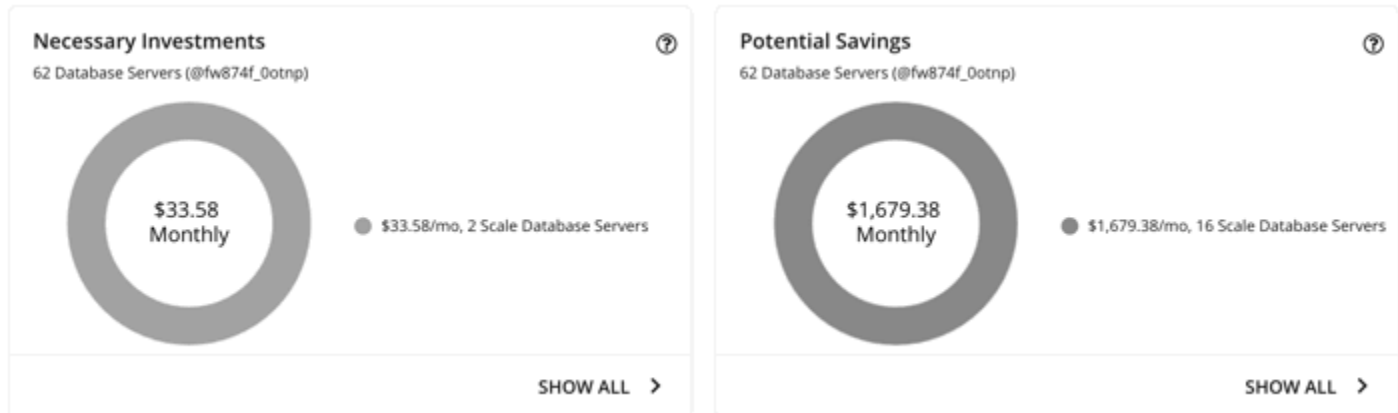 Necessary Investments
62 Database Servers (@fw874f_0otnp)
$33.58
Monthly
$33.58/mo, 2 Scale Database Servers
SHOW ALL
Potential Savings
62 Database Servers (@fw874f_0otnp)
$1,679.38
Monthly
$1,679.38/mo, 16 Scale Database Servers
SHOW ALL